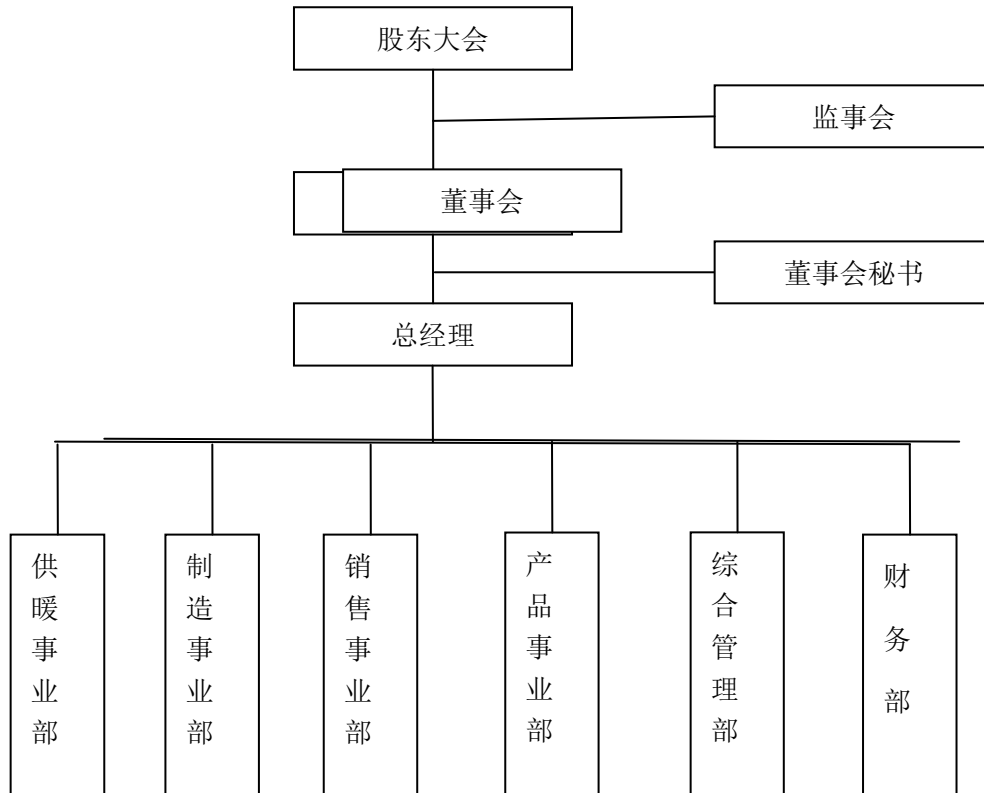 股东大会
监事会
董事会
董事会秘书
总经理
供暖事业部
制造事业部
销售事业部
产品事业部
综合管理部
财务部